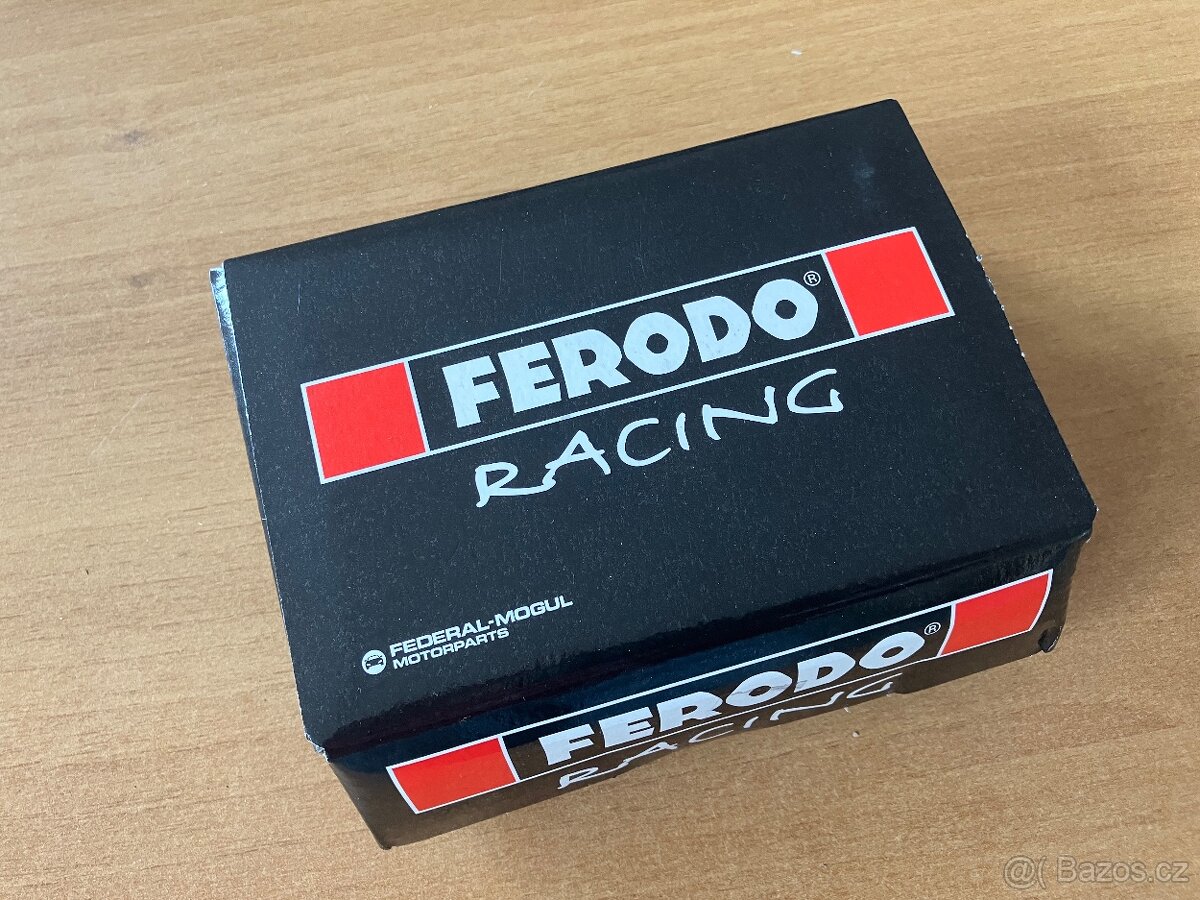 FERODO®
RACING
FEDERAL-MOGUL
MOTORPARTS
FERODO®
RACING
@( Bazos.cz